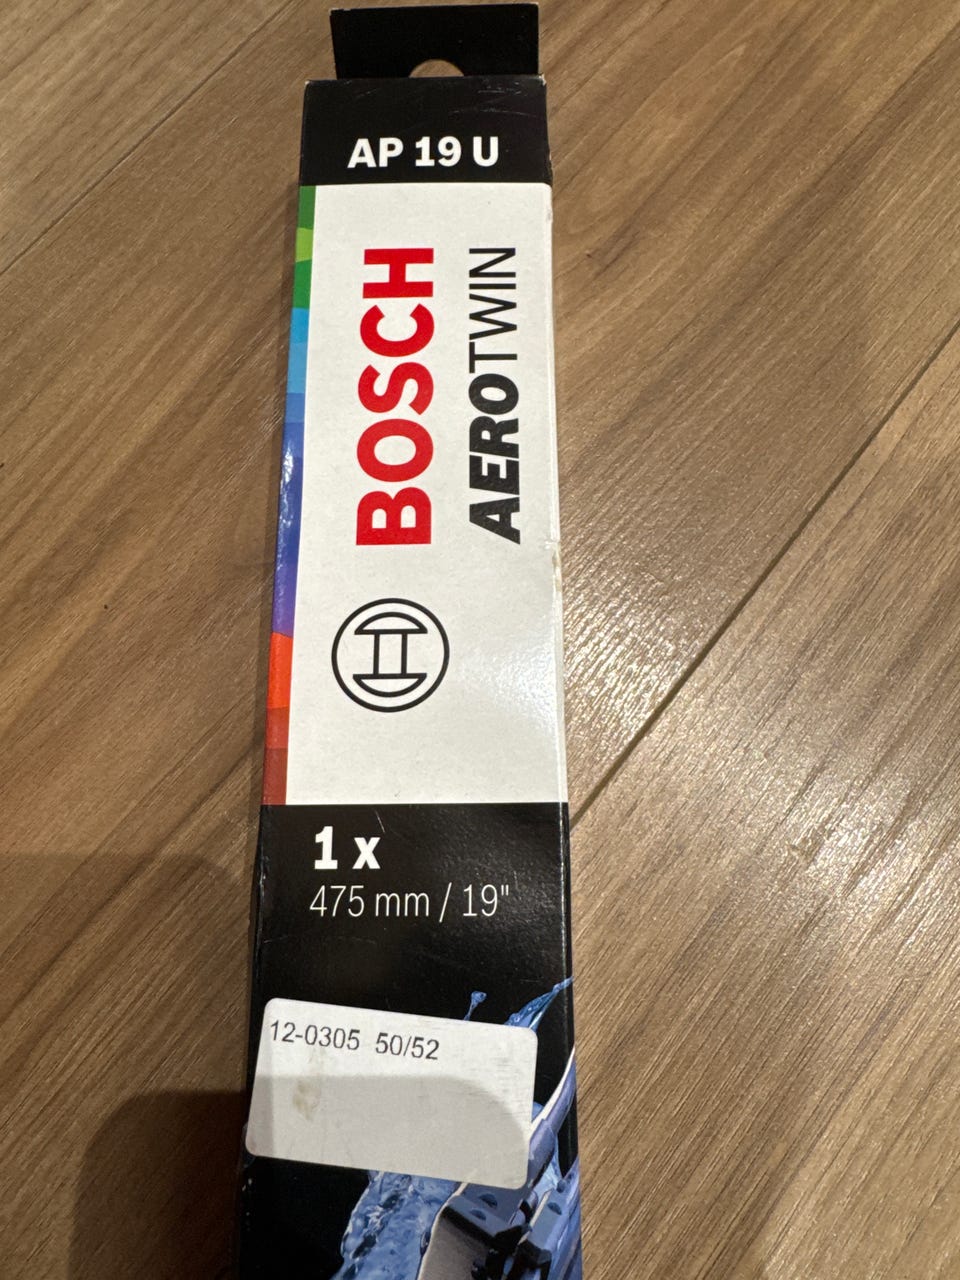 AP 19 U
BOSCH
AEROTWIN
1 x
475 mm / 19"
12-0305 50/52